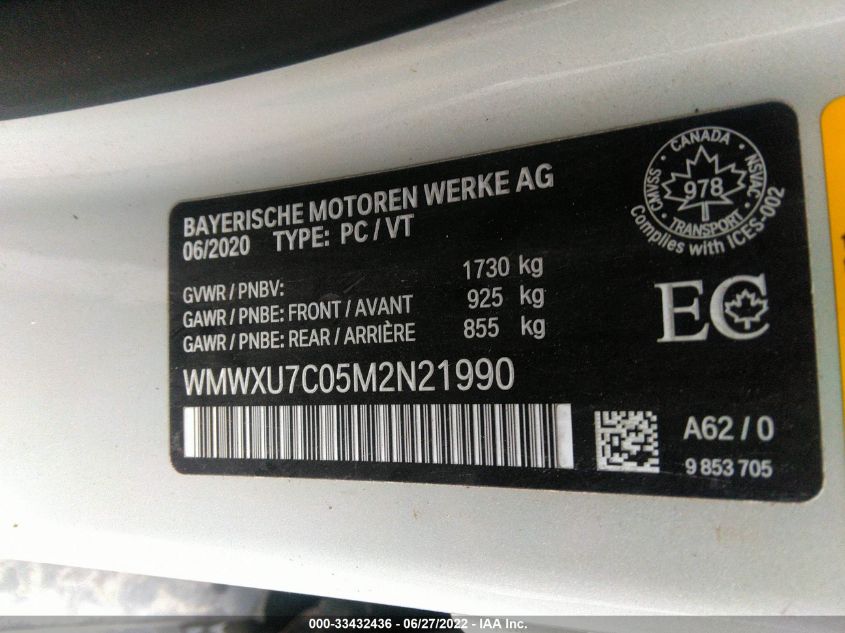 BAYERISCHE MOTOREN WERKE AG
06/2020 TYPE: PC / VT
GVWR / PNBV: 1730 kg
GAWR / PNBE: FRONT / AVANT 925 kg
GAWR / PNBE: REAR / ARRIÈRE 855 kg
WMWXU7C05M2N21990
CANADA
SVMNO NSVAC
978
TRANSPORT
Complies with ICES-002
EC
A62 / 0
9 853 705
000-33432436 - 06/27/2022 - IAA Inc.